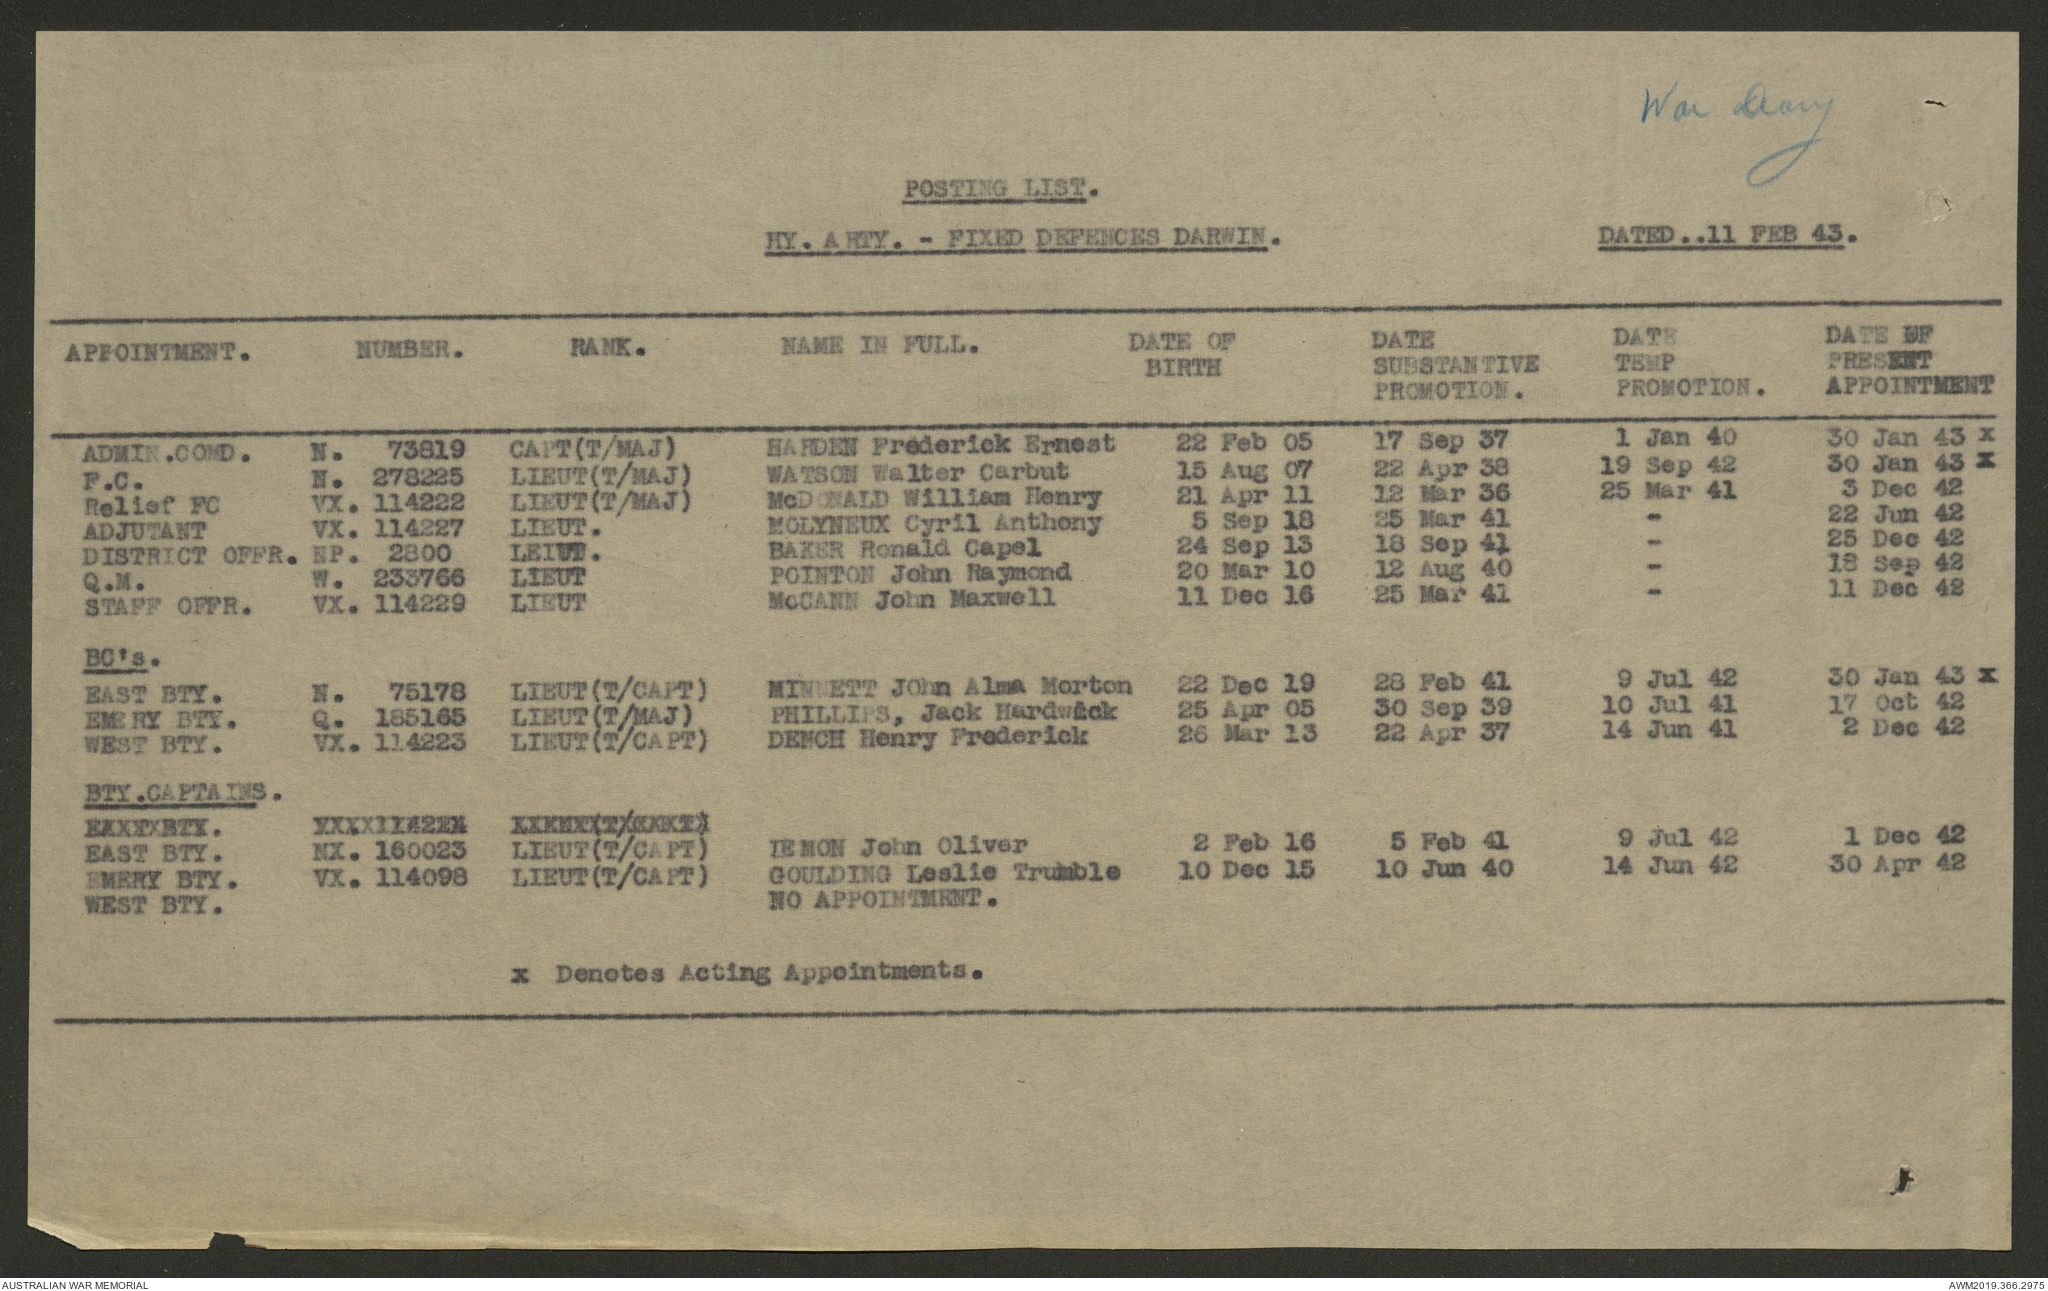 War Diary
POSTING LIST.
HY. ARTY. - FIXED DEFENCES DARWIN. DATED..11 FEB 43.
APPOINTMENT. NUMBER. RANK. NAME IN FULL. DATE OF BIRTH DATE SUBSTANTIVE PROMOTION. DATE TEMP PROMOTION. DATE OF PRESENT APPOINTMENT
ADMIN.COMD. N. 73819 CAPT(T/MAJ) HARDEN Frederick Ernest 22 Feb 05 17 Sep 37 1 Jan 40 30 Jan 43 x
F.C. N. 278225 LIEUT(T/MAJ) WATSON Walter Carbut 15 Aug 07 22 Apr 38 19 Sep 42 30 Jan 43 x
Relief FC VX. 114222 LIEUT(T/MAJ) McDONALD William Henry 21 Apr 11 12 Mar 36 25 Mar 41 3 Dec 42
ADJUTANT VX. 114227 LIEUT. MOLYNEUX Cyril Anthony 5 Sep 18 25 Mar 41 - 22 Jun 42
DISTRICT OFFR. NP. 2800 LEIUT. BAKER Ronald Capel 24 Sep 13 18 Sep 41 - 25 Dec 42
Q.M. W. 233766 LIEUT POINTON John Raymond 20 Mar 10 12 Aug 40 - 18 Sep 42
STAFF OFFR. VX. 114229 LIEUT McCANN John Maxwell 11 Dec 16 25 Mar 41 - 11 Dec 42
BC's.
EAST BTY. N. 75178 LIEUT(T/CAPT) MINNETT JOhn Alma Morton 22 Dec 19 28 Feb 41 9 Jul 42 30 Jan 43 x
EMERY BTY. Q. 185165 LIEUT(T/MAJ) PHILLIPS, Jack Hardwick 25 Apr 05 30 Sep 39 10 Jul 41 17 Oct 42
WEST BTY. VX. 114223 LIEUT(T/CAPT) DENCH Henry Frederick 26 Mar 13 22 Apr 37 14 Jun 41 2 Dec 42
BTY.CAPTAINS.
EAST BTY. NX. 160023 LIEUT(T/CAPT) IEMON John Oliver 2 Feb 16 5 Feb 41 9 Jul 42 1 Dec 42
EMERY BTY. VX. 114098 LIEUT(T/CAPT) GOULDING Leslie Trumble 10 Dec 15 10 Jun 40 14 Jun 42 30 Apr 42
WEST BTY. NO APPOINTMENT.
x Denotes Acting Appointments.
AUSTRALIAN WAR MEMORIAL AWM2019.366.2975